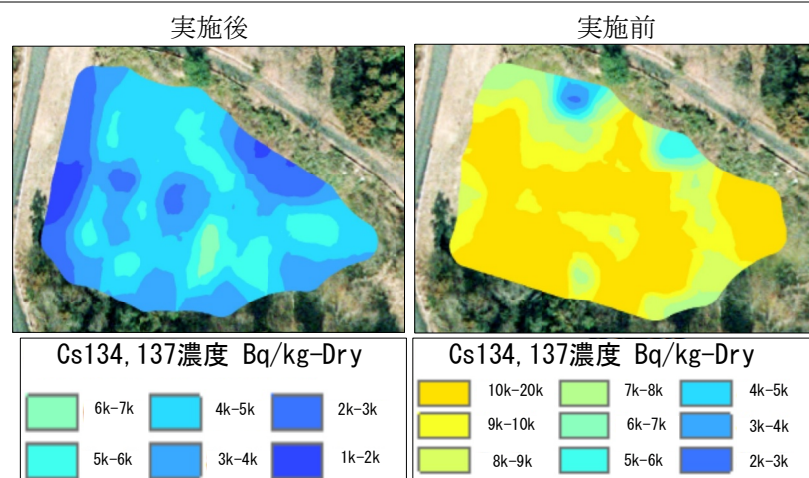 実施後
実施前
Cs134,137濃度 Bq/kg-Dry
6k-7k 4k-5k 2k-3k
5k-6k 3k-4k 1k-2k
Cs134,137濃度 Bq/kg-Dry
10k-20k 7k-8k 4k-5k
9k-10k 6k-7k 3k-4k
8k-9k 5k-6k 2k-3k